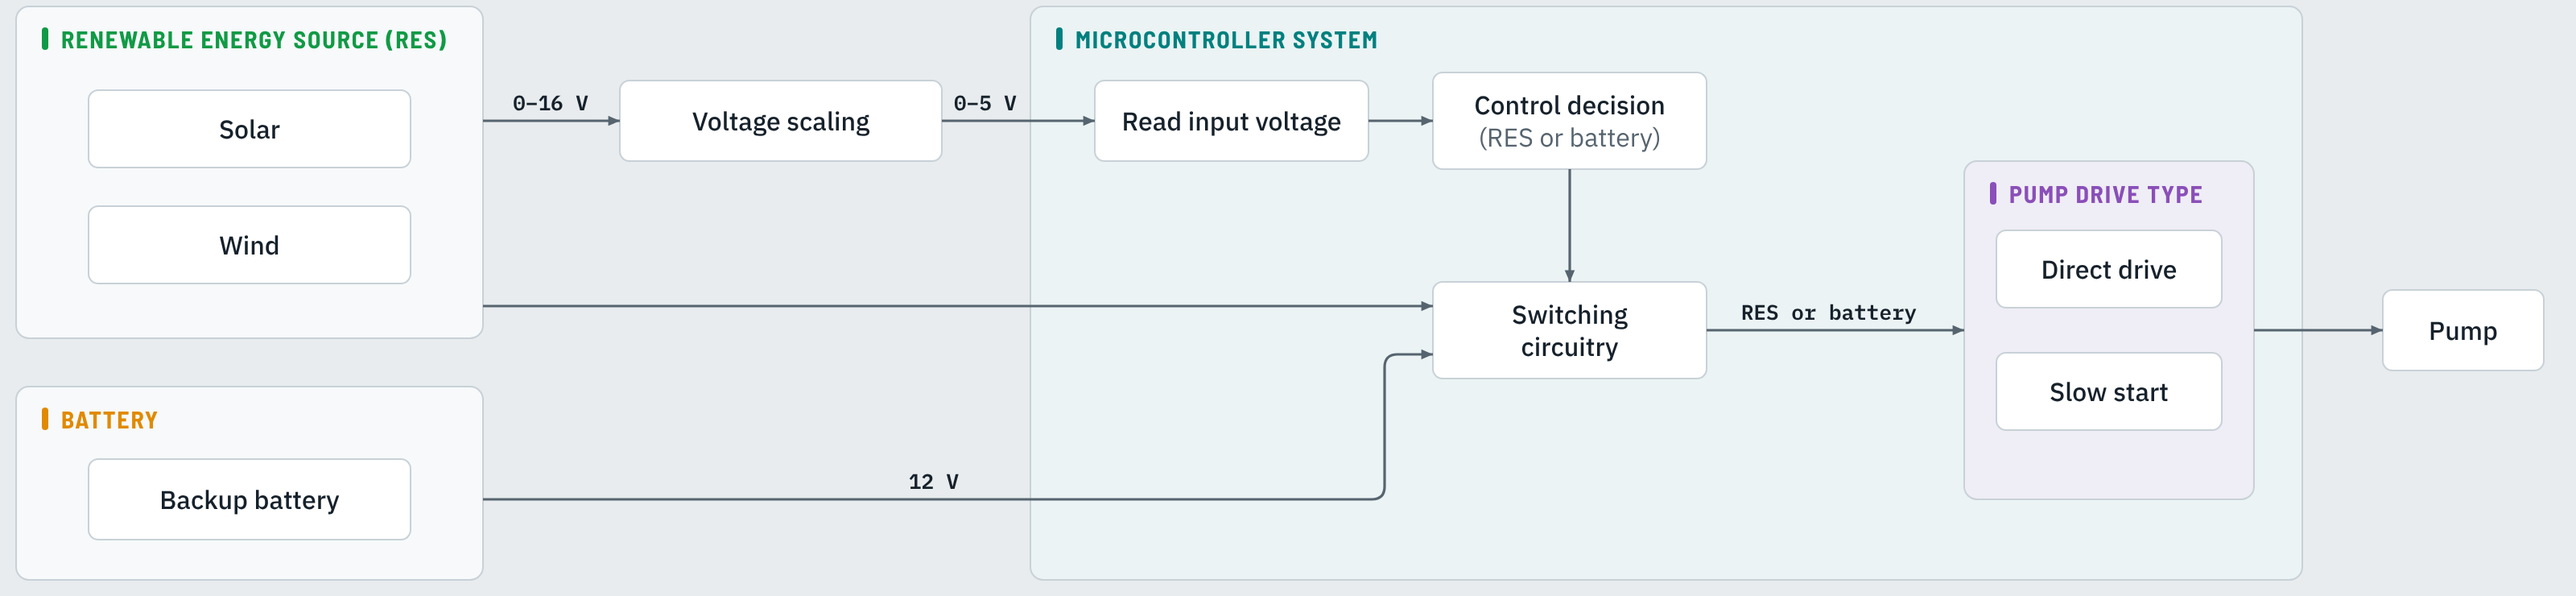 RENEWABLE ENERGY SOURCE (RES)
Solar
Wind
0–16 V
Voltage scaling
0–5 V
MICROCONTROLLER SYSTEM
Read input voltage
Control decision
(RES or battery)
Switching
circuitry
RES or battery
PUMP DRIVE TYPE
Direct drive
Slow start
Pump
BATTERY
Backup battery
12 V